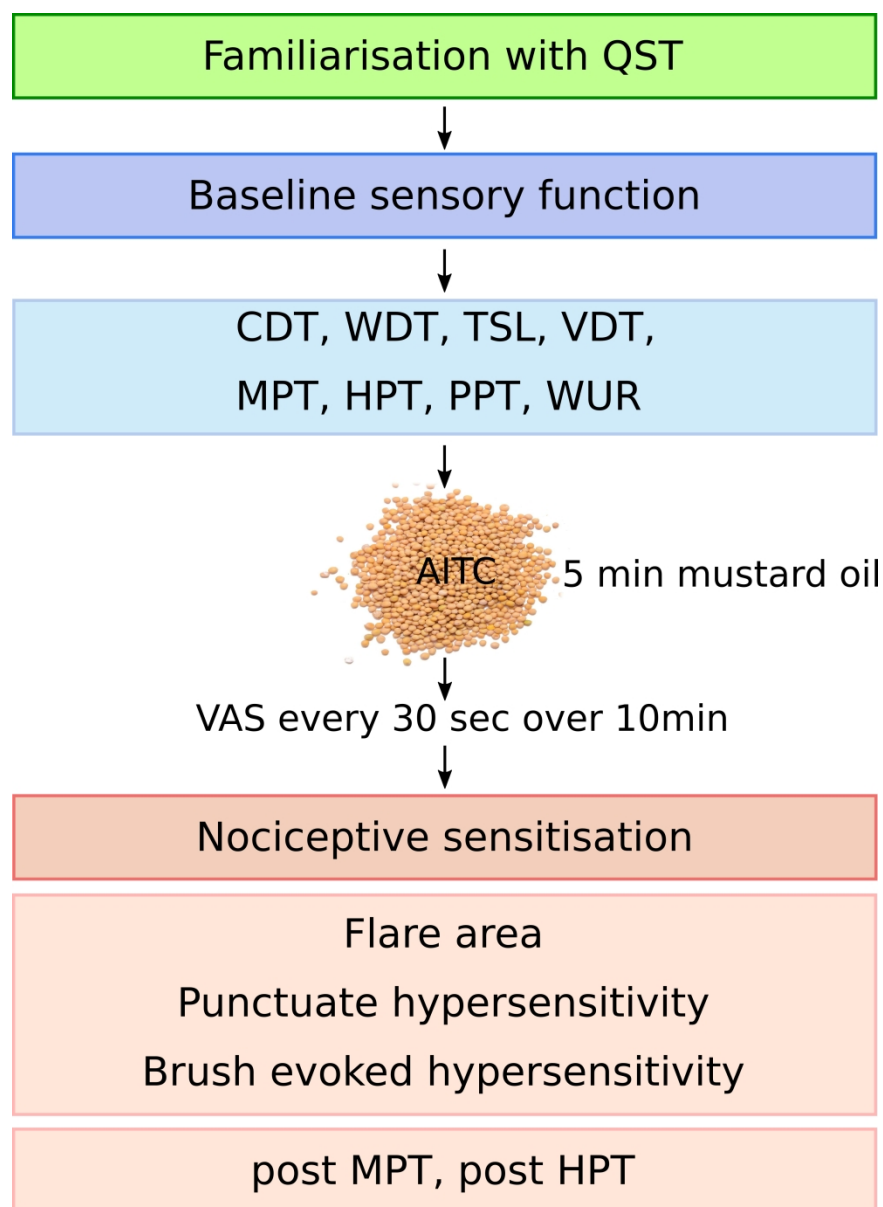 Familiarisation with QST
Baseline sensory function
CDT, WDT, TSL, VDT,
MPT, HPT, PPT, WUR
AITC
5 min mustard oil
VAS every 30 sec over 10min
Nociceptive sensitisation
Flare area
Punctuate hypersensitivity
Brush evoked hypersensitivity
post MPT, post HPT